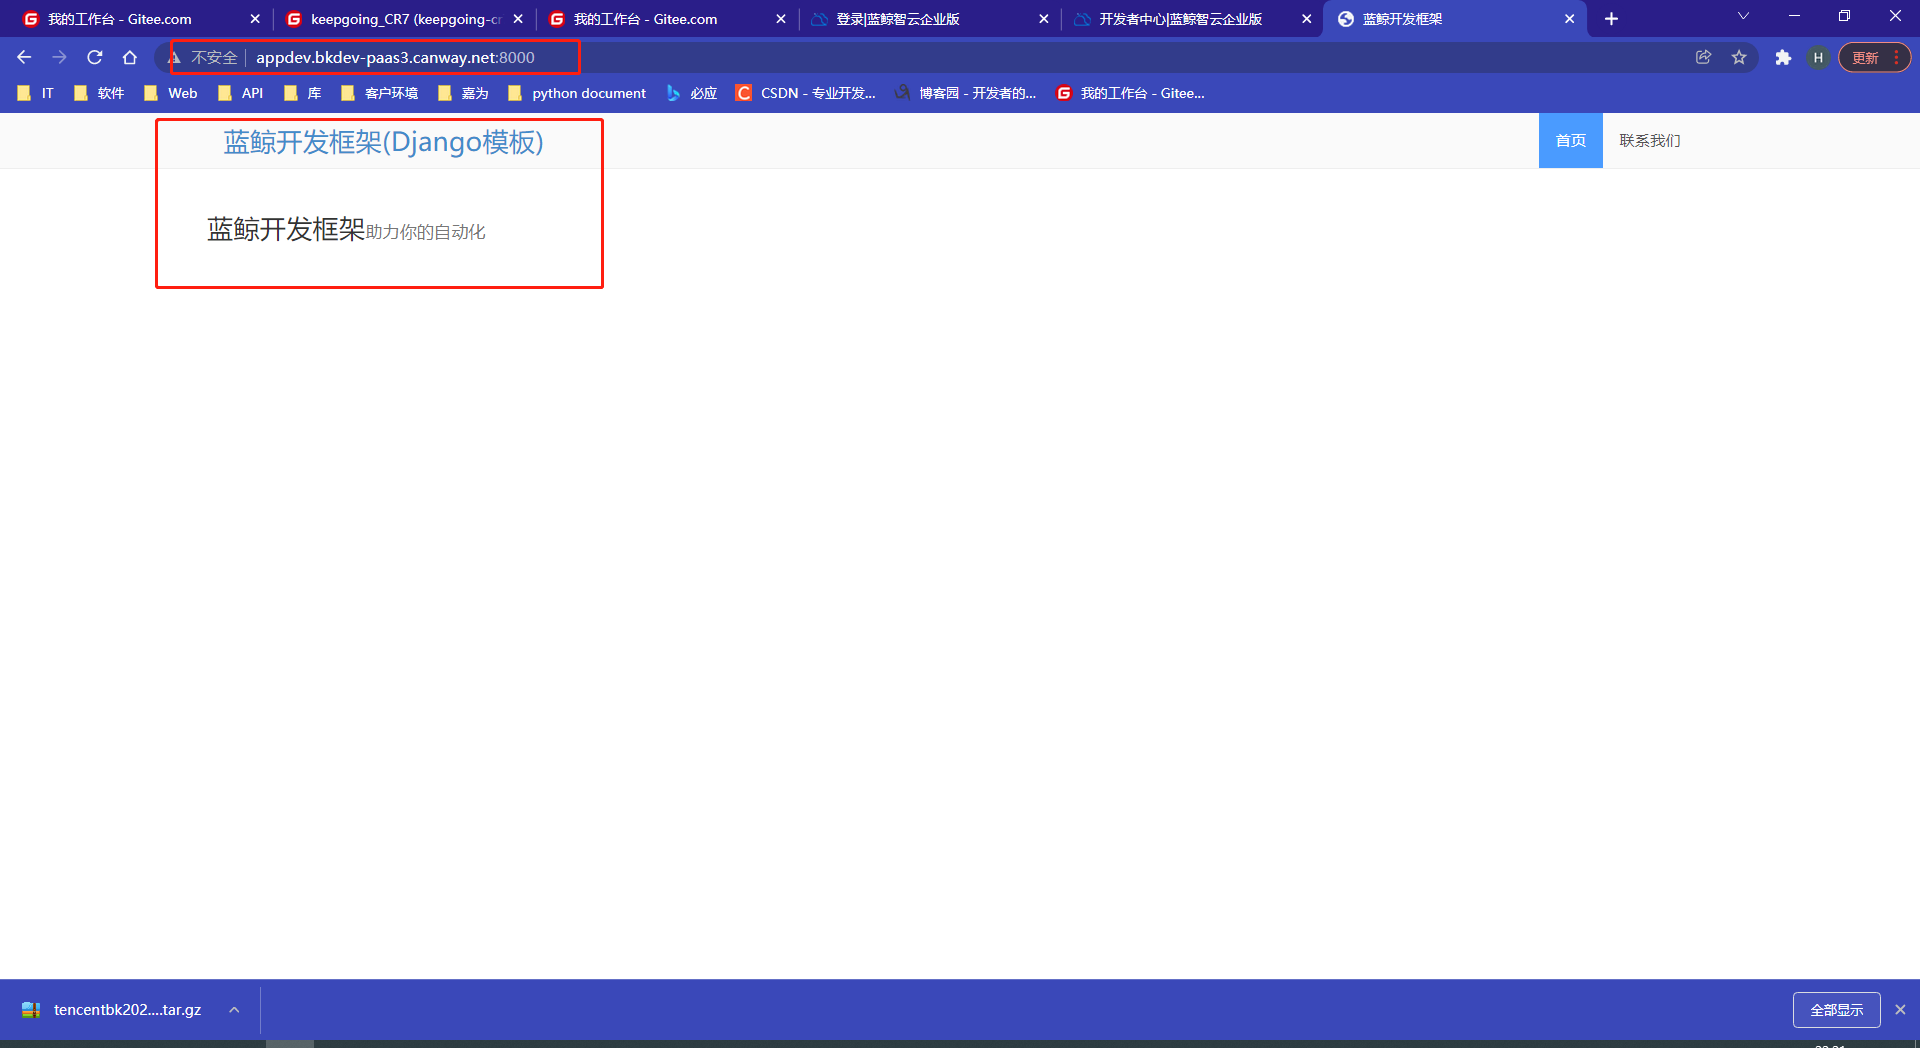 我的工作台 - Gitee.com
keepgoing_CR7 (keepgoing-cr
我的工作台 - Gitee.com
登录|蓝鲸智云企业版
开发者中心|蓝鲸智云企业版
蓝鲸开发框架
不安全 appdev.bkdev-paas3.canway.net:8000
H
更新
IT
软件
Web
API
库
客户环境
嘉为
python document
必应
CSDN - 专业开发...
博客园 - 开发者的...
我的工作台 - Gitee...
蓝鲸开发框架(Django模板)
首页
联系我们
蓝鲸开发框架助力你的自动化
tencentbk202....tar.gz
全部显示